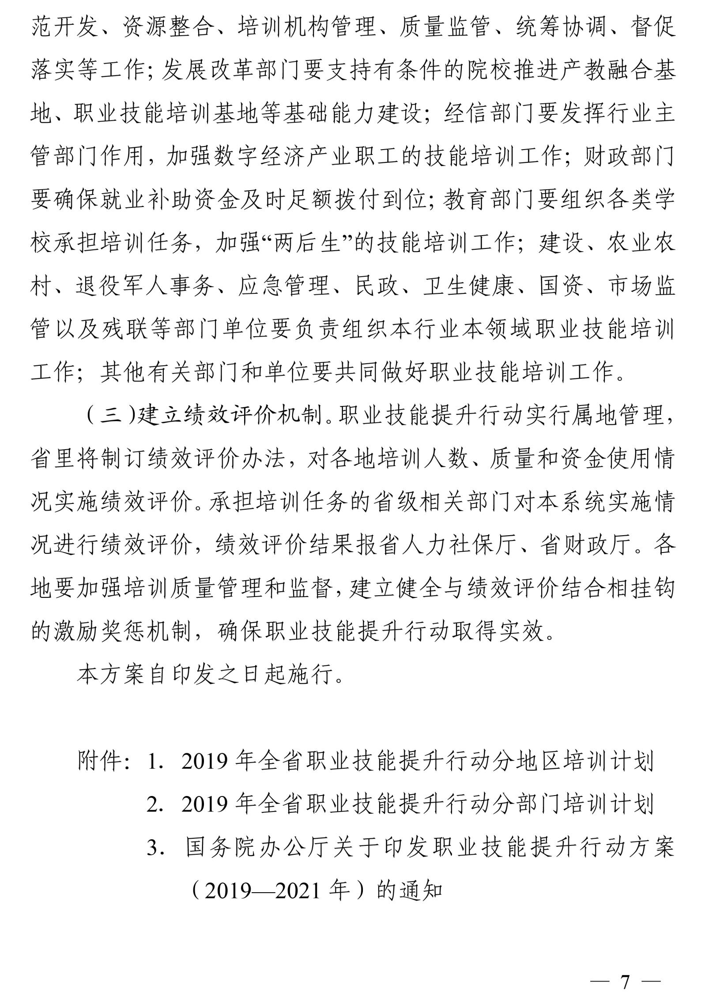 范开发、资源整合、培训机构管理、质量监管、统筹协调、督促
落实等工作；发展改革部门要支持有条件的院校推进产教融合基
地、职业技能培训基地等基础能力建设；经信部门要发挥行业主
管部门作用，加强数字经济产业职工的技能培训工作；财政部门
要确保就业补助资金及时足额拨付到位；教育部门要组织各类学
校承担培训任务，加强“两后生”的技能培训工作；建设、农业农
村、退役军人事务、应急管理、民政、卫生健康、国资、市场监
管以及残联等部门单位要负责组织本行业本领域职业技能培训
工作；其他有关部门和单位要共同做好职业技能培训工作。
（三）建立绩效评价机制。职业技能提升行动实行属地管理，
省里将制订绩效评价办法，对各地培训人数、质量和资金使用情
况实施绩效评价。承担培训任务的省级相关部门对本系统实施情
况进行绩效评价，绩效评价结果报省人力社保厅、省财政厅。各
地要加强培训质量管理和监督，建立健全与绩效评价结合相挂钩
的激励奖惩机制，确保职业技能提升行动取得实效。
本方案自印发之日起施行。
附件：1. 2019 年全省职业技能提升行动分地区培训计划
2. 2019 年全省职业技能提升行动分部门培训计划
3. 国务院办公厅关于印发职业技能提升行动方案
（2019—2021 年）的通知
— 7 —